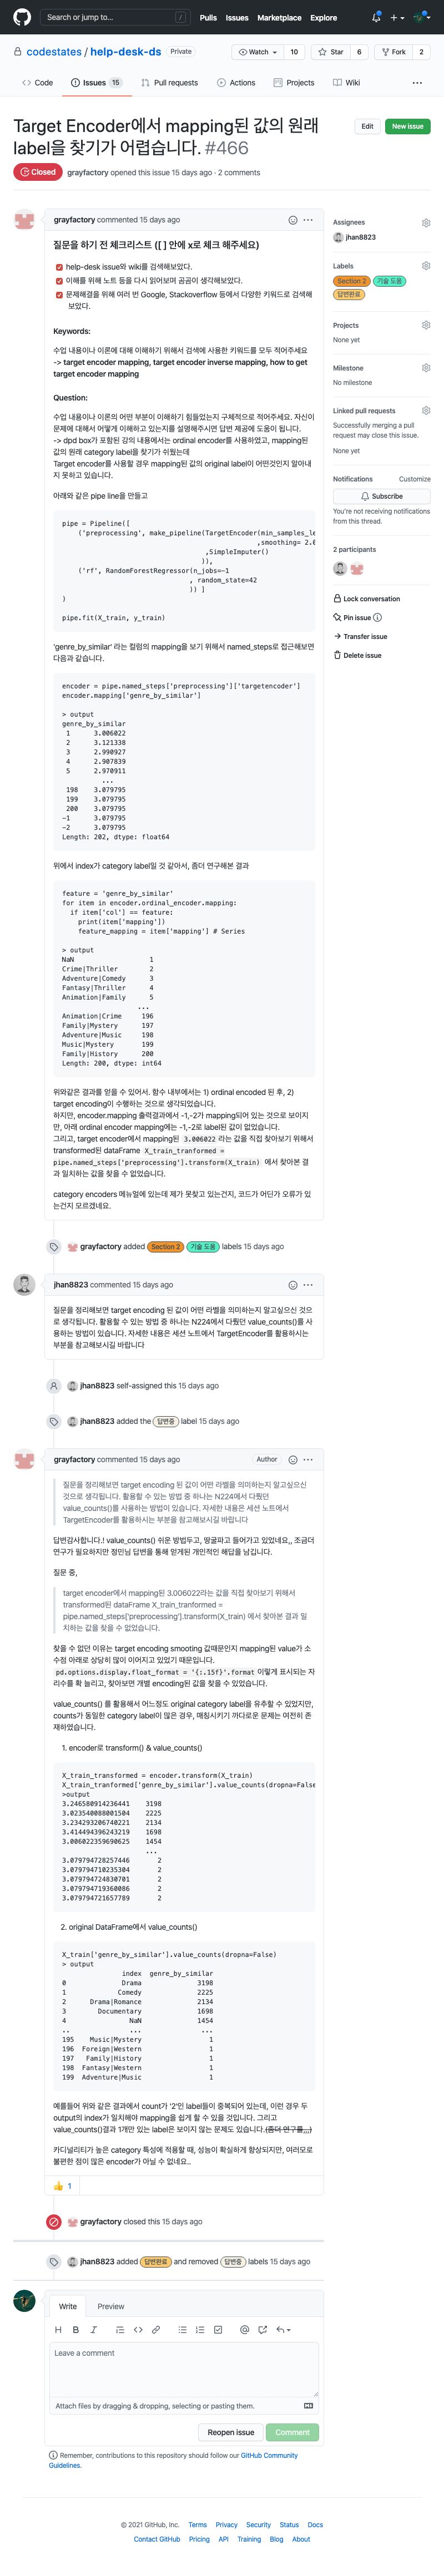 Search or jump to...
/
Pulls Issues Marketplace Explore
codestates / help-desk-ds Private
Watch 10 Star 6 Fork 2
Code Issues 15 Pull requests Actions Projects Wiki
Target Encoder에서 mapping된 값의 원래
label을 찾기가 어렵습니다. #466
Edit New issue
Closed grayfactory opened this issue 15 days ago · 2 comments
grayfactory commented 15 days ago
질문을 하기 전 체크리스트 ([ ] 안에 x로 체크 해주세요)
help-desk issue와 wiki를 검색해보았다.
이해를 위해 노트 등을 다시 읽어보며 곰곰이 생각해보았다.
문제해결을 위해 여러 번 Google, Stackoverflow 등에서 다양한 키워드로 검색해
보았다.
Keywords:
수업 내용이나 이론에 대해 이해하기 위해서 검색에 사용한 키워드를 모두 적어주세요
-> target encoder mapping, target encoder inverse mapping, how to get
target encoder mapping
Question:
수업 내용이나 이론의 어떤 부분이 이해하기 힘들었는지 구체적으로 적어주세요. 자신이
문제에 대해서 어떻게 이해하고 있는지를 설명해주시면 답변 제공에 도움이 됩니다.
-> dpd box가 포함된 강의 내용에서는 ordinal encoder를 사용하였고, mapping된
값의 원래 category label을 찾기가 쉬웠는데
Target encoder를 사용할 경우 mapping된 값의 original label이 어떤것인지 알아내
지 못하고 있습니다.
아래와 같은 pipe line을 만들고
pipe = Pipeline([
('preprocessing', make_pipeline(TargetEncoder(min_samples_le
,smoothing= 2.0
,SimpleImputer()
)),
('rf', RandomForestRegressor(n_jobs=-1
, random_state=42
)) ]
)
pipe.fit(X_train, y_train)
'genre_by_similar' 라는 컬럼의 mapping을 보기 위해서 named_steps로 접근해보면
다음과 같습니다.
encoder = pipe.named_steps['preprocessing']['targetencoder']
encoder.mapping['genre_by_similar']
> output
genre_by_similar
1 3.006022
2 3.121338
3 2.990927
4 2.907839
5 2.970911
...
198 3.079795
199 3.079795
200 3.079795
-1 3.079795
-2 3.079795
Length: 202, dtype: float64
위에서 index가 category label일 것 같아서, 좀더 연구해본 결과
feature = 'genre_by_similar'
for item in encoder.ordinal_encoder.mapping:
if item['col'] == feature:
print(item['mapping'])
feature_mapping = item['mapping'] # Series
> output
NaN 1
Crime|Thriller 2
Adventure|Comedy 3
Fantasy|Thriller 4
Animation|Family 5
...
Animation|Crime 196
Family|Mystery 197
Adventure|Music 198
Music|Mystery 199
Family|History 200
Length: 200, dtype: int64
위와같은 결과를 얻을 수 있어서. 함수 내부에서는 1) ordinal encoded 된 후, 2)
target encoding이 수행하는 것으로 생각되었습니다.
하지만, encoder.mapping 출력결과에서 -1,-2가 mapping되어 있는 것으로 보이지
만, 아래 ordinal encoder mapping에는 -1,-2로 label된 값이 없었습니다.
그리고, target encoder에서 mapping된 3.006022 라는 값을 직접 찾아보기 위해서
transformed된 dataFrame X_train_tranformed =
pipe.named_steps['preprocessing'].transform(X_train) 에서 찾아본 결
과 일치하는 값을 찾을 수 없었습니다.
category encoders 메뉴얼에 있는데 제가 못찾고 있는건지, 코드가 어딘가 오류가 있
는건지 모르겠네요.
Assignees
jhan8823
Labels
Section 2 기술 도움
답변완료
Projects
None yet
Milestone
No milestone
Linked pull requests
Successfully merging a pull
request may close this issue.
None yet
Notifications Customize
Subscribe
You're not receiving notifications
from this thread.
2 participants
Lock conversation
Pin issue
Transfer issue
Delete issue
grayfactory added Section 2 기술 도움 labels 15 days ago
jhan8823 commented 15 days ago
질문을 정리해보면 target encoding 된 값이 어떤 라벨을 의미하는지 알고싶으신 것으
로 생각됩니다. 활용할 수 있는 방법 중 하나는 N224에서 다뤘던 value_counts()를 사
용하는 방법이 있습니다. 자세한 내용은 세션 노트에서 TargetEncoder를 활용하시는
부분을 참고해보시길 바랍니다
jhan8823 self-assigned this 15 days ago
jhan8823 added the 답변중 label 15 days ago
grayfactory commented 15 days ago Author
질문을 정리해보면 target encoding 된 값이 어떤 라벨을 의미하는지 알고싶으신
것으로 생각됩니다. 활용할 수 있는 방법 중 하나는 N224에서 다뤘던
value_counts()를 사용하는 방법이 있습니다. 자세한 내용은 세션 노트에서
TargetEncoder를 활용하시는 부분을 참고해보시길 바랍니다
답변감사합니다.! value_counts() 쉬운 방법두고, 땅굴파고 들어가고 있었네요,, 조금더
연구가 필요하지만 정민님 답변을 통해 얻게된 개인적인 답을 남깁니다.
질문 중,
target encoder에서 mapping된 3.006022라는 값을 직접 찾아보기 위해서
transformed된 dataFrame X_train_tranformed =
pipe.named_steps['preprocessing'].transform(X_train) 에서 찾아본 결과 일
치하는 값을 찾을 수 없었습니다.
찾을 수 없던 이유는 target encoding smooting 값때문인지 mapping된 value가 소
수점 아래로 상당히 많이 이어지고 있었기 때문입니다.
pd.options.display.float_format = '{:.15f}'.format 이렇게 표시되는 자
리수를 확 늘리고, 찾아보면 개별 encoding된 값을 찾을 수 있었습니다.
value_counts() 를 활용해서 어느정도 original category label을 유추할 수 있었지만,
counts가 동일한 category label이 많은 경우, 매칭시키기 까다로운 문제는 여전히 존
재하였습니다.
1. encoder로 transform() & value_counts()
X_train_transformed = encoder.transform(X_train)
X_train_tranformed['genre_by_similar'].value_counts(dropna=False
>output
3.246580914236441 3198
3.023540088001504 2225
3.234293206740221 2134
3.414494396243219 1698
3.006022359690625 1454
...
3.079794728257446 2
3.079794710235304 2
3.079794724830701 2
3.079794719360086 2
3.079794721657789 2
2. original DataFrame에서 value_counts()
X_train['genre_by_similar'].value_counts(dropna=False)
> output
index genre_by_similar
0 Drama 3198
1 Comedy 2225
2 Drama|Romance 2134
3 Documentary 1698
4 NaN 1454
.. ... ...
195 Music|Mystery 1
196 Foreign|Western 1
197 Family|History 1
198 Fantasy|Western 1
199 Adventure|Music 1
예를들어 위와 같은 결과에서 count가 '2'인 label들이 중복되어 있는데, 이런 경우 두
output의 index가 일치해야 mapping을 쉽게 할 수 있을 것입니다. 그리고
value_counts()결과 1개만 있는 label은 보이지 않는 문제도 있습니다.(좀더 연구를,,,)
카디널리티가 높은 category 특성에 적용할 때, 성능이 확실하게 향상되지만, 여러모로
불편한 점이 많은 encoder가 아닐 수 없네요..
👍 1
grayfactory closed this 15 days ago
jhan8823 added 답변완료 and removed 답변중 labels 15 days ago
Write Preview
Leave a comment
Attach files by dragging & dropping, selecting or pasting them.
Reopen issue Comment
Remember, contributions to this repository should follow our GitHub Community
Guidelines.
© 2021 GitHub, Inc. Terms Privacy Security Status Docs
Contact GitHub Pricing API Training Blog About